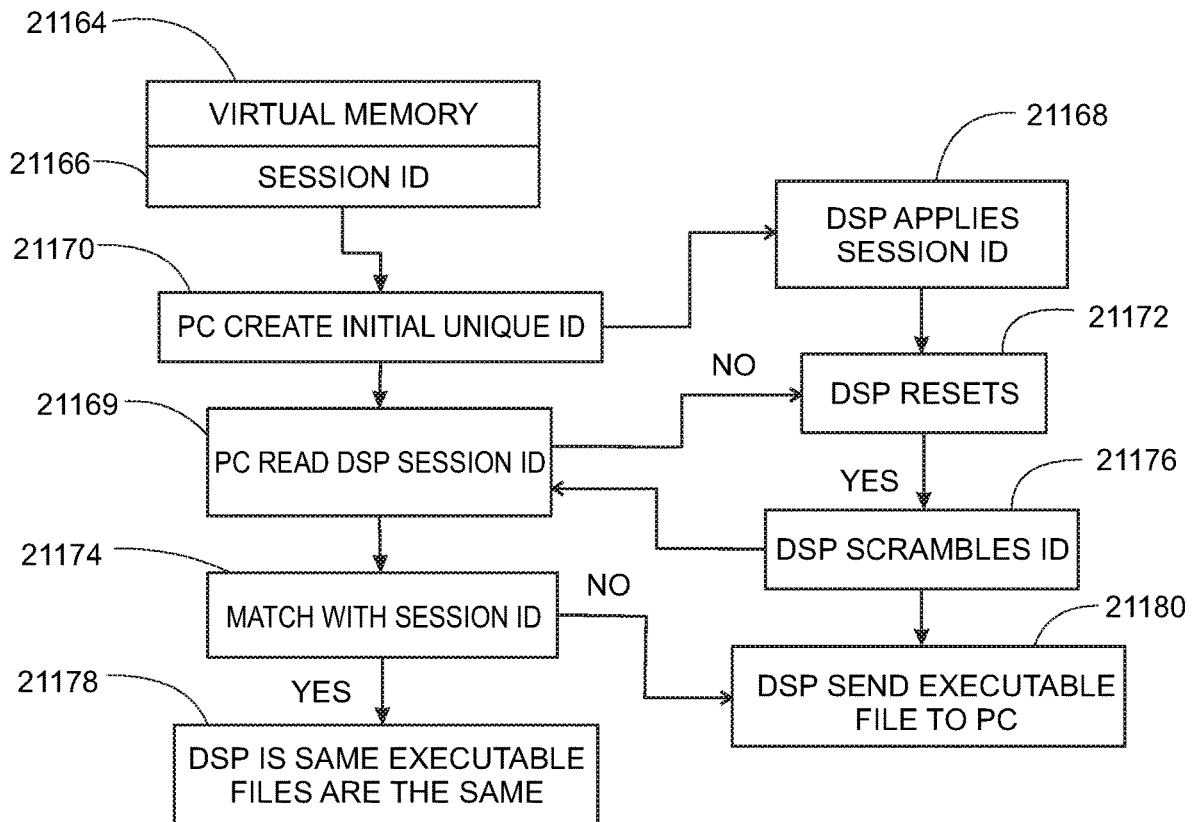 21164
VIRTUAL MEMORY
21168
21166
SESSION ID
DSP APPLIES
SESSION ID
21170
PC CREATE INITIAL UNIQUE ID
21172
NO
DSP RESETS
21169
PC READ DSP SESSION ID
YES
21176
DSP SCRAMBLES ID
21174
MATCH WITH SESSION ID
NO
21180
DSP SEND EXECUTABLE
FILE TO PC
21178
YES
DSP IS SAME EXECUTABLE
FILES ARE THE SAME